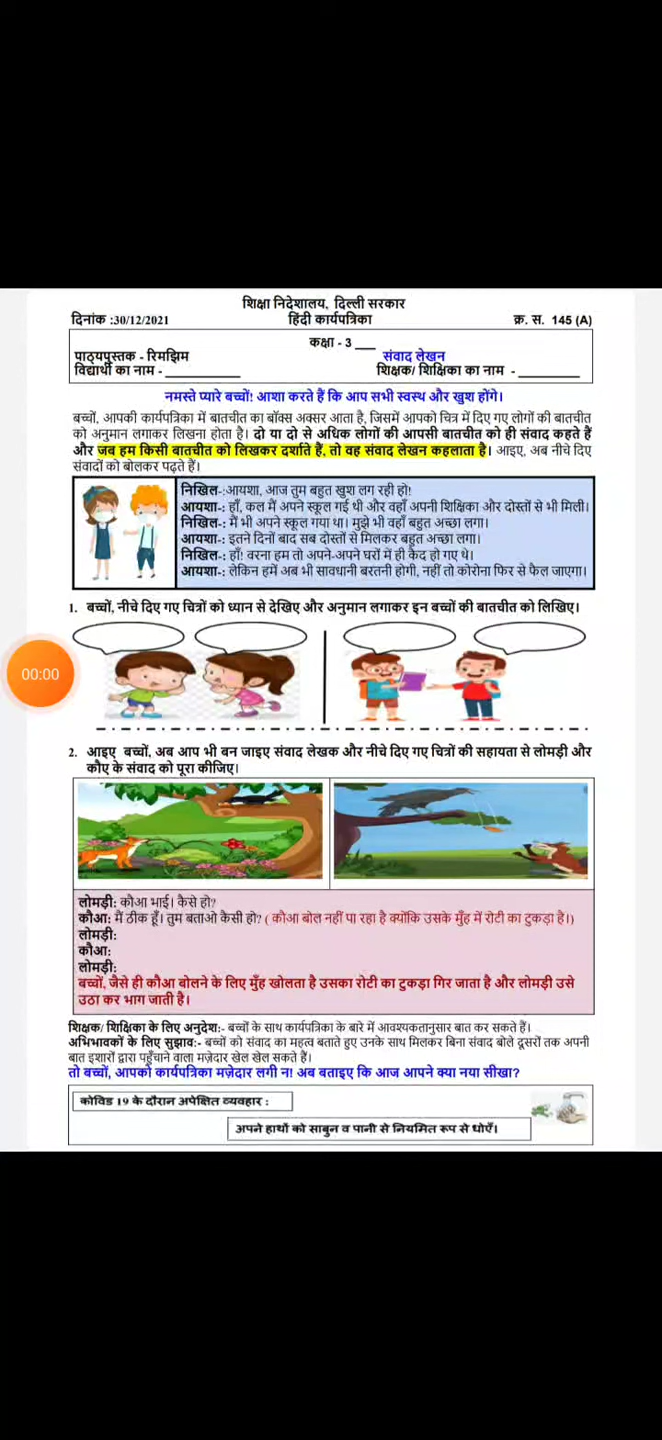 शिक्षा निदेशालय, दिल्ली सरकार
दिनांक :30/12/2021 हिंदी कार्यपत्रिका क्र. स. 145 (A)
कक्षा - 3 ___
पाठ्यपुस्तक - रिमझिम संवाद लेखन
विद्यार्थी का नाम - __________ शिक्षक/ शिक्षिका का नाम - ________
नमस्ते प्यारे बच्चों! आशा करते हैं कि आप सभी स्वस्थ और खुश होंगे।
बच्चों, आपकी कार्यपत्रिका में बातचीत का बॉक्स अक्सर आता है, जिसमें आपको चित्र में दिए गए लोगों की बातचीत
को अनुमान लगाकर लिखना होता है। दो या दो से अधिक लोगों की आपसी बातचीत को ही संवाद कहते हैं
और जब हम किसी बातचीत को लिखकर दर्शाते हैं, तो वह संवाद लेखन कहलाता है। आइए, अब नीचे दिए
संवादों को बोलकर पढ़ते हैं।
निखिल-:आयशा, आज तुम बहुत खुश लग रही हो!
आयशा-: हाँ, कल मैं अपने स्कूल गई थी और वहाँ अपनी शिक्षिका और दोस्तों से भी मिली।
निखिल-: मैं भी अपने स्कूल गया था। मुझे भी वहाँ बहुत अच्छा लगा।
आयशा-: इतने दिनों बाद सब दोस्तों से मिलकर बहुत अच्छा लगा।
निखिल-: हाँ! वरना हम तो अपने-अपने घरों में ही कैद हो गए थे।
आयशा-: लेकिन हमें अब भी सावधानी बरतनी होगी, नहीं तो कोरोना फिर से फैल जाएगा।
1. बच्चों, नीचे दिए गए चित्रों को ध्यान से देखिए और अनुमान लगाकर इन बच्चों की बातचीत को लिखिए।
00:00
2. आइए बच्चों, अब आप भी बन जाइए संवाद लेखक और नीचे दिए गए चित्रों की सहायता से लोमड़ी और
कौए के संवाद को पूरा कीजिए।
लोमड़ी: कौआ भाई। कैसे हो?
कौआ: मैं ठीक हूँ। तुम बताओ कैसी हो? ( कौआ बोल नहीं पा रहा है क्योंकि उसके मुँह में रोटी का टुकड़ा है।)
लोमड़ी:
कौआ:
लोमड़ी:
बच्चों, जैसे ही कौआ बोलने के लिए मुँह खोलता है उसका रोटी का टुकड़ा गिर जाता है और लोमड़ी उसे
उठा कर भाग जाती है।
शिक्षक/ शिक्षिका के लिए अनुदेश:- बच्चों के साथ कार्यपत्रिका के बारे में आवश्यकतानुसार बात कर सकते हैं।
अभिभावकों के लिए सुझाव:- बच्चों को संवाद का महत्व बताते हुए उनके साथ मिलकर बिना संवाद बोले दूसरों तक अपनी
बात इशारों द्वारा पहुँचाने वाला मज़ेदार खेल खेल सकते हैं।
तो बच्चों, आपको कार्यपत्रिका मज़ेदार लगी न! अब बताइए कि आज आपने क्या नया सीखा?
कोविड 19 के दौरान अपेक्षित व्यवहार :
अपने हाथों को साबुन व पानी से नियमित रूप से धोएँ।